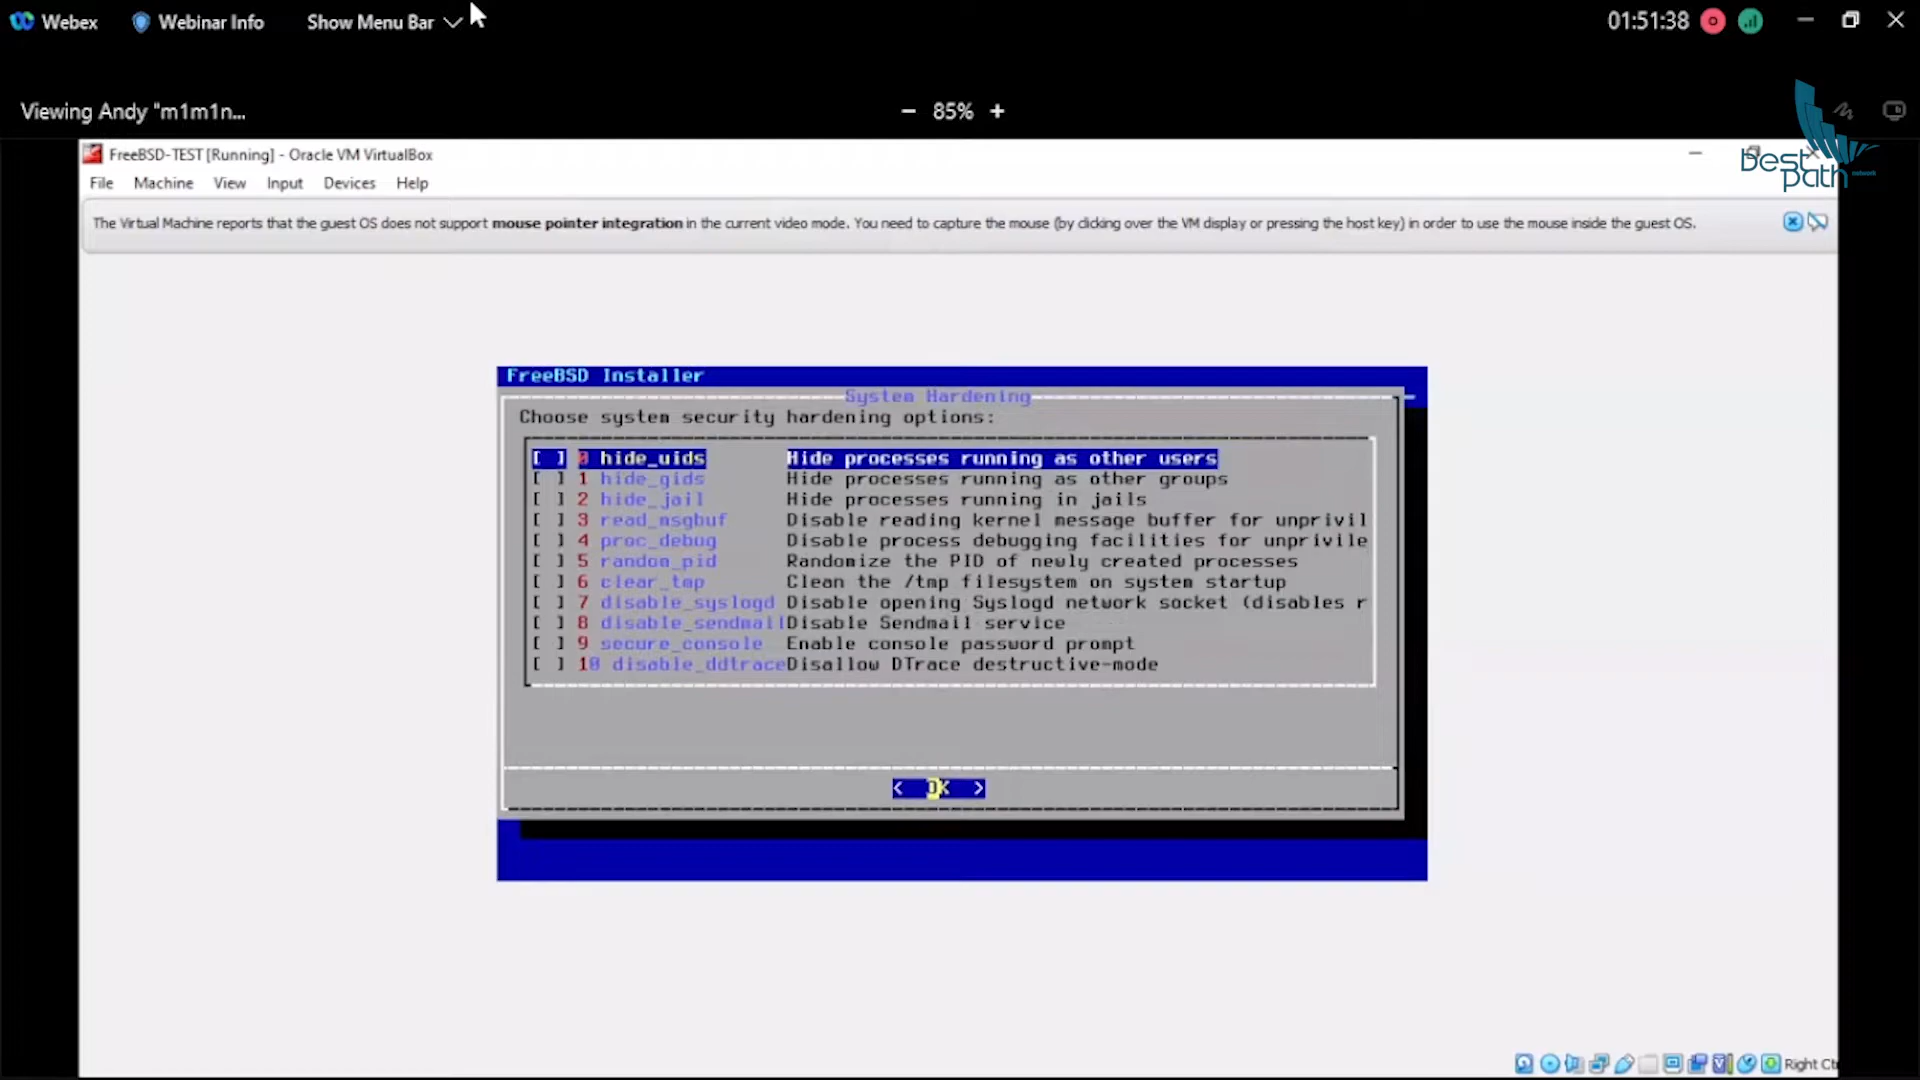 Webex Webinar Info Show Menu Bar 01:51:38
Viewing Andy "m1m1n... 85%
best path network
FreeBSD-TEST [Running] - Oracle VM VirtualBox
File Machine View Input Devices Help
The Virtual Machine reports that the guest OS does not support mouse pointer integration in the current video mode. You need to capture the mouse (by clicking over the VM display or pressing the host key) in order to use the mouse inside the guest OS.
FreeBSD Installer
System Hardening
Choose system security hardening options:
[ ] 0 hide_uids Hide processes running as other users
[ ] 1 hide_gids Hide processes running as other groups
[ ] 2 hide_jail Hide processes running in jails
[ ] 3 read_msgbuf Disable reading kernel message buffer for unprivil
[ ] 4 proc_debug Disable process debugging facilities for unprivile
[ ] 5 random_pid Randomize the PID of newly created processes
[ ] 6 clear_tmp Clean the /tmp filesystem on system startup
[ ] 7 disable_syslogd Disable opening Syslogd network socket (disables r
[ ] 8 disable_sendmail Disable Sendmail service
[ ] 9 secure_console Enable console password prompt
[ ] 10 disable_ddtrace Disallow DTrace destructive-mode
< OK >
Right Ct